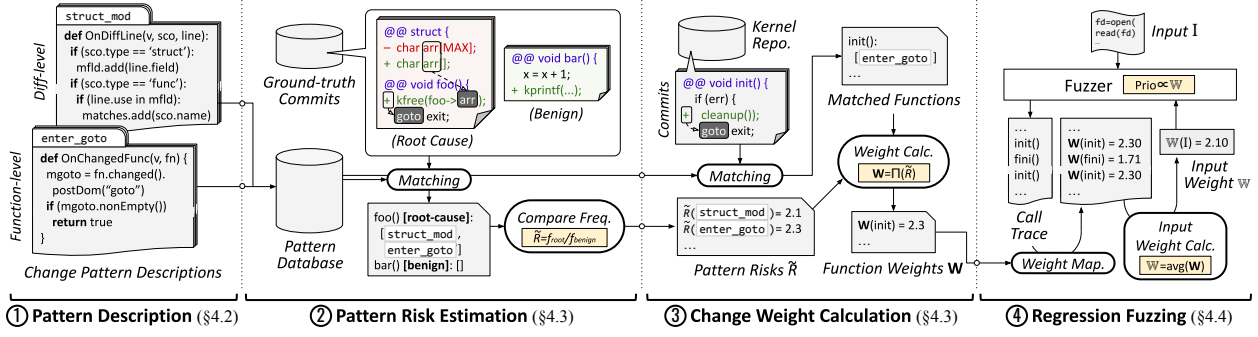 Diff-level
struct_mod
def OnDiffLine(v, sco, line):
if (sco.type == ‘struct’):
mfld.add(line.field)
if (sco.type == ‘func’):
if (line.use in mfld):
matches.add(sco.name)
Function-level
enter_goto
def OnChangedFunc(v, fn) {
mgoto = fn.changed().
postDom(“goto”)
if (mgoto.nonEmpty())
return true
}
Change Pattern Descriptions
① Pattern Description (§4.2)
Ground-truth
Commits
@@ struct {
− char arr[MAX];
+ char arr[];
@@ void foo() {
+ kfree(foo->arr);
goto exit;
(Root Cause)
@@ void bar() {
x = x + 1;
+ kprintf(...);
(Benign)
Pattern
Database
Matching
foo() [root-cause]:
[ struct_mod ,
enter_goto ]
bar() [benign]: []
Compare Freq.
R̃=f_root/f_benign
② Pattern Risk Estimation (§4.3)
Kernel
Repo.
Commits
@@ void init() {
if (err) {
+ cleanup());
goto exit;
Matching
init():
[ enter_goto ]
...
Matched Functions
Weight Calc.
W=Π(R̃)
R̃( struct_mod )= 2.1
R̃( enter_goto )= 2.3
...
Pattern Risks R̃
W(init) = 2.3
...
Function Weights W
③ Change Weight Calculation (§4.3)
fd=open(
read(fd)
…
Input I
Fuzzer
Prio∝𝕎
...
init()
fini()
init()
...
Call
Trace
...
W(init) = 2.30
W(fini) = 1.71
W(init) = 2.30
...
𝕎(I) = 2.10
Input
Weight 𝕎
Weight Map.
Input
Weight Calc.
𝕎=avg(W)
④ Regression Fuzzing (§4.4)